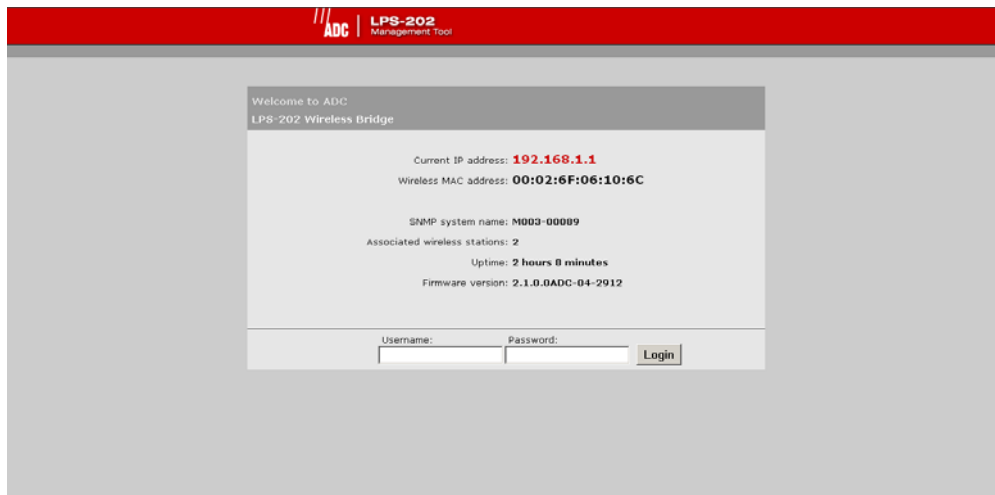 ADC LPS-202
Management Tool
Welcome to ADC
LPS-202 Wireless Bridge
Current IP address: 192.168.1.1
Wireless MAC address: 00:02:6F:06:10:6C
SNMP system name: M003-00089
Associated wireless stations: 2
Uptime: 2 hours 8 minutes
Firmware version: 2.1.0.0ADC-04-2912
Username: Password:
Login